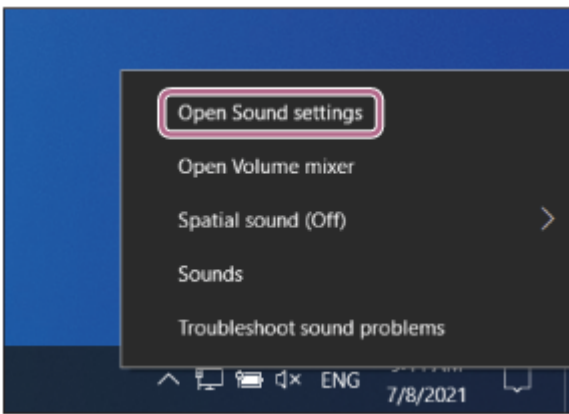 Open Sound settings
Open Volume mixer
Spatial sound (Off)
Sounds
Troubleshoot sound problems
ENG
7/8/2021